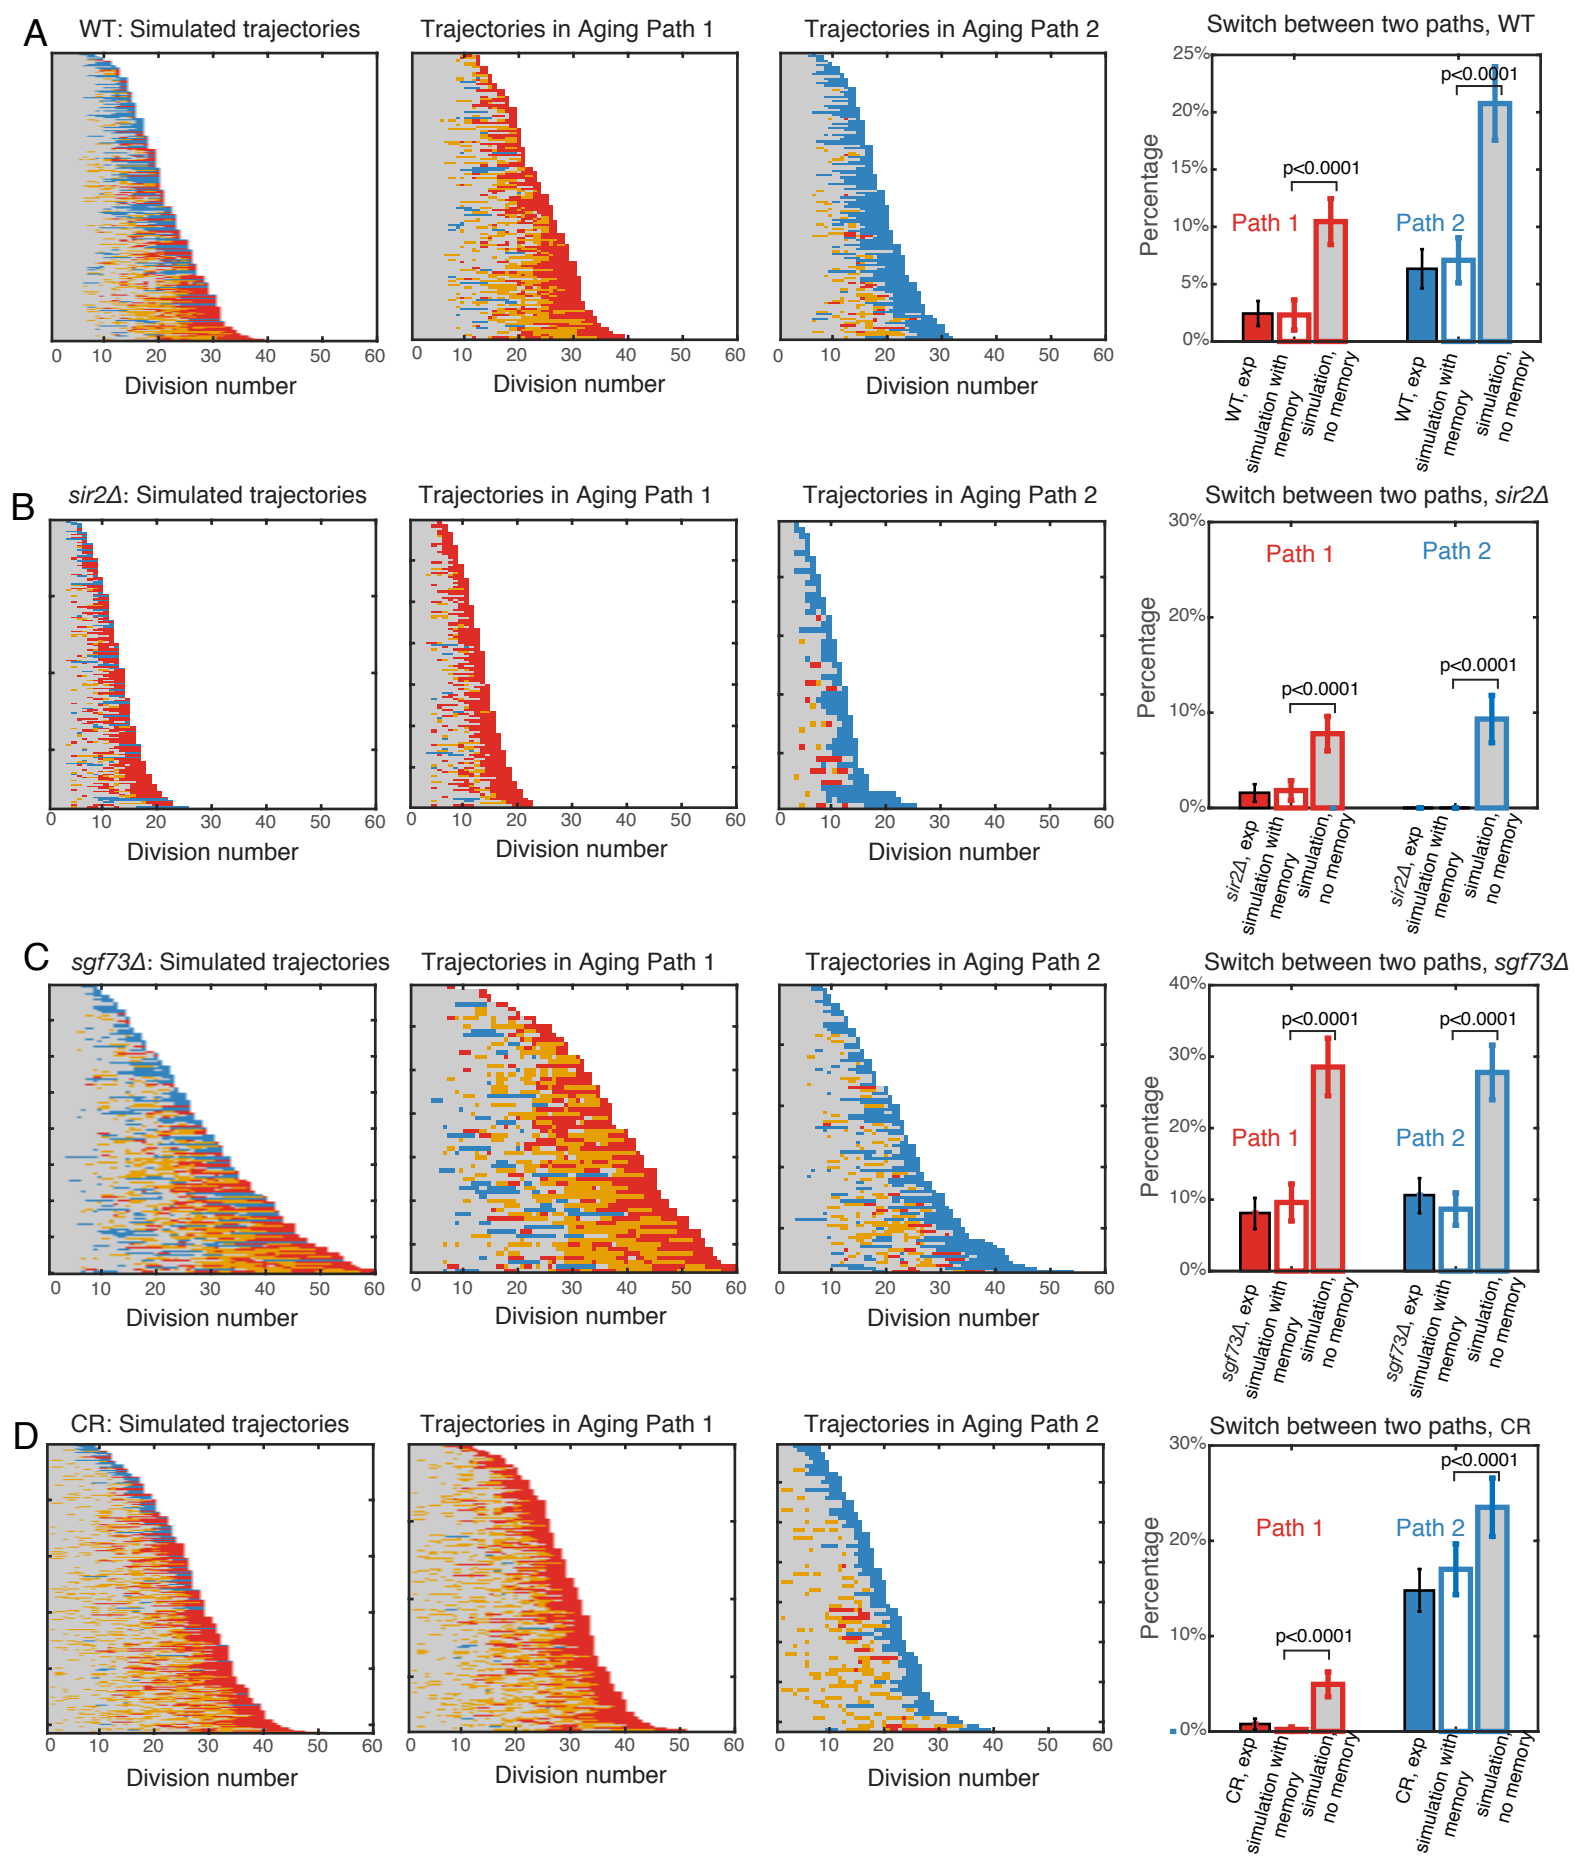 A
WT: Simulated trajectories
Trajectories in Aging Path 1
Trajectories in Aging Path 2
Switch between two paths, WT
0 10 20 30 40 50 60
Division number
0 10 20 30 40 50 60
Division number
0 10 20 30 40 50 60
Division number
Percentage
25%
20%
15%
10%
5%
0%
p<0.0001
p<0.0001
Path 1
Path 2
WT, exp
simulation with
memory
simulation,
no memory
WT, exp
simulation with
memory
simulation,
no memory
B
sir2Δ: Simulated trajectories
Trajectories in Aging Path 1
Trajectories in Aging Path 2
Switch between two paths, sir2Δ
0 10 20 30 40 50 60
Division number
0 10 20 30 40 50 60
Division number
0 10 20 30 40 50 60
Division number
Percentage
30%
20%
10%
0%
Path 1
Path 2
p<0.0001
p<0.0001
sir2Δ, exp
simulation with
memory
simulation,
no memory
sir2Δ, exp
simulation with
memory
simulation,
no memory
C
sgf73Δ: Simulated trajectories
Trajectories in Aging Path 1
Trajectories in Aging Path 2
Switch between two paths, sgf73Δ
0 10 20 30 40 50 60
Division number
0 10 20 30 40 50 60
Division number
0 10 20 30 40 50 60
Division number
Percentage
40%
30%
20%
10%
0%
p<0.0001
p<0.0001
Path 1
Path 2
sgf73Δ, exp
simulation with
memory
simulation,
no memory
sgf73Δ, exp
simulation with
memory
simulation,
no memory
D
CR: Simulated trajectories
Trajectories in Aging Path 1
Trajectories in Aging Path 2
Switch between two paths, CR
0 10 20 30 40 50 60
Division number
0 10 20 30 40 50 60
Division number
0 10 20 30 40 50 60
Division number
Percentage
30%
20%
10%
0%
p<0.0001
Path 1
Path 2
p<0.0001
CR, exp
simulation with
memory
simulation,
no memory
CR, exp
simulation with
memory
simulation,
no memory